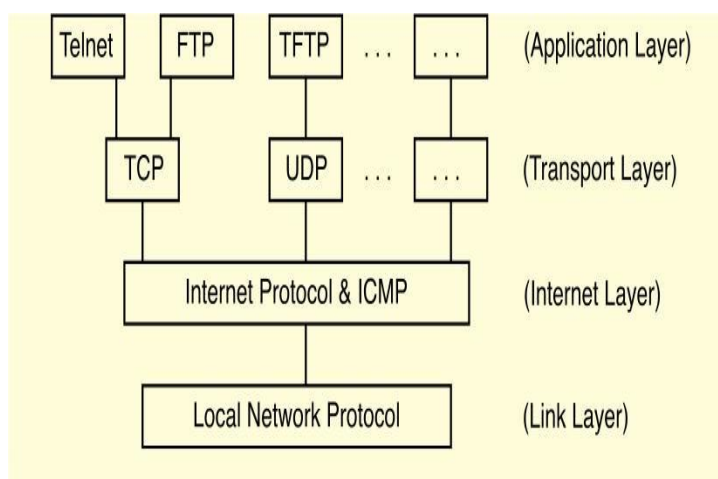 Telnet FTP TFTP . . . . . . (Application Layer)
TCP UDP . . . . . . (Transport Layer)
Internet Protocol & ICMP (Internet Layer)
Local Network Protocol (Link Layer)